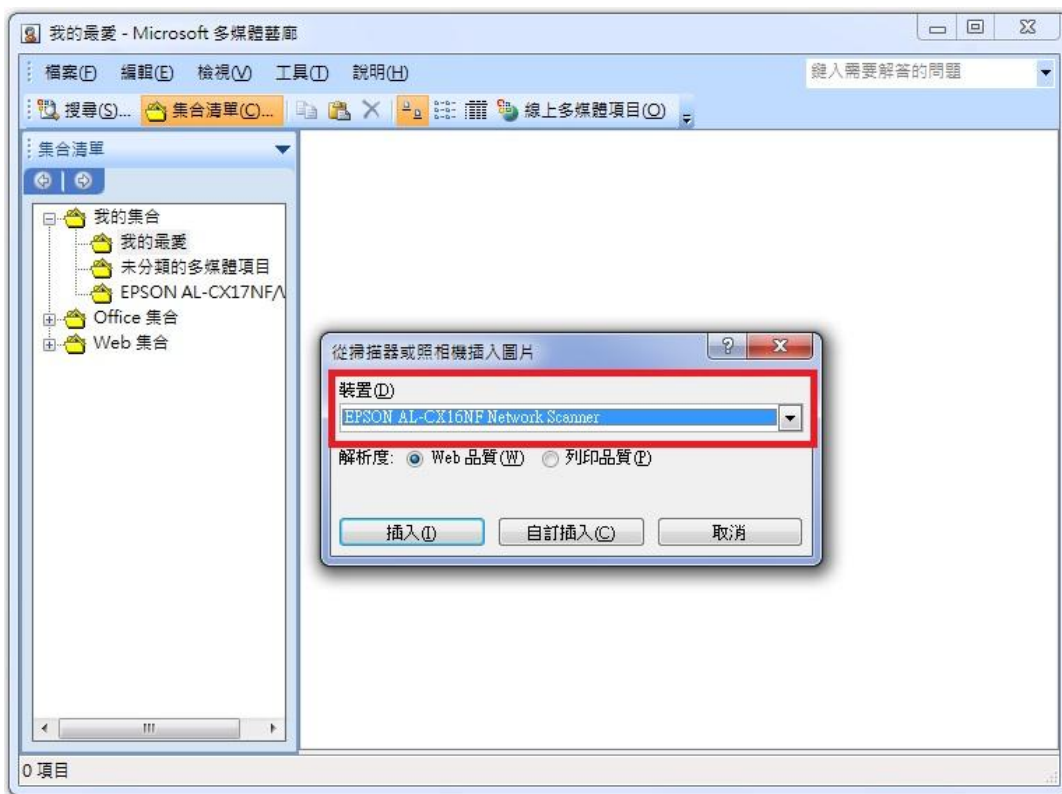 我的最愛 - Microsoft 多媒體藝廊
檔案(F) 編輯(E) 檢視(V) 工具(T) 說明(H) 鍵入需要解答的問題
搜尋(S)... 集合清單(C)... 線上多媒體項目(O)
集合清單
我的集合
我的最愛
未分類的多媒體項目
EPSON AL-CX17NF/
Office 集合
Web 集合
從掃描器或照相機插入圖片
裝置(D)
EPSON AL-CX16NF Network Scanner
解析度: Web 品質(W) 列印品質(P)
插入(I) 自訂插入(C) 取消
0 項目